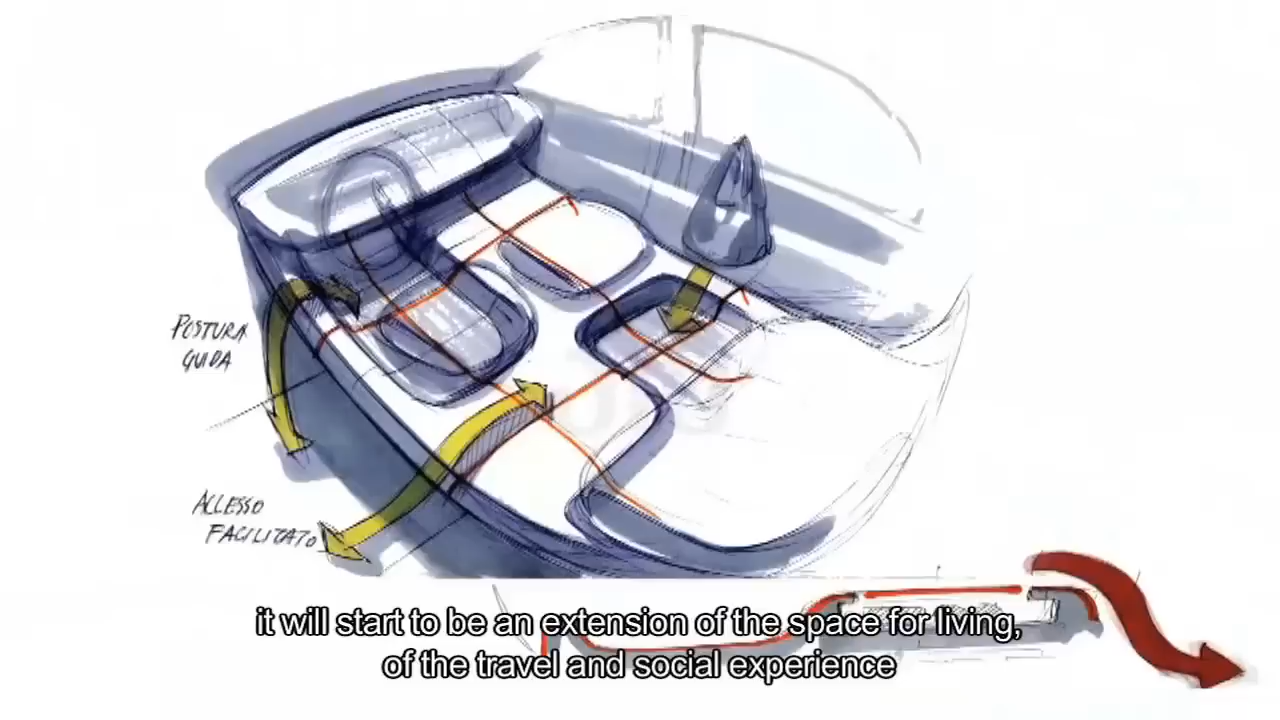 POSTURA
GUIDA
ACCESSO
FACILITATO
it will start to be an extension of the space for living,
of the travel and social experience